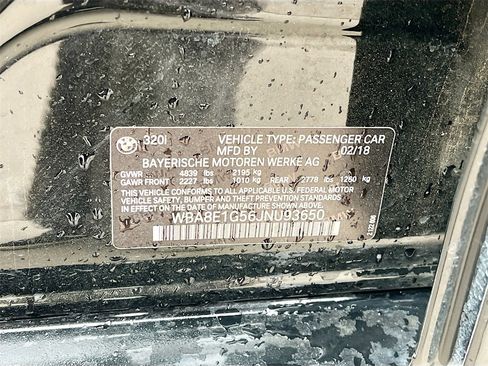 320i VEHICLE TYPE: PASSENGER CAR
MFD BY 02/18
BAYERISCHE MOTOREN WERKE AG
GVWR 4839 lbs 2195 kg
GAWR FRONT 2227 lbs 1010 kg REAR 2778 lbs 1260 kg
THIS VEHICLE CONFORMS TO ALL APPLICABLE FEDERAL MOTOR
VEHICLE SAFETY, BUMPER, AND THEFT PREVENTION STANDARDS
IN EFFECT ON THE DATE OF MANUFACTURE SHOWN ABOVE.
WBA8E1G56JNU93650